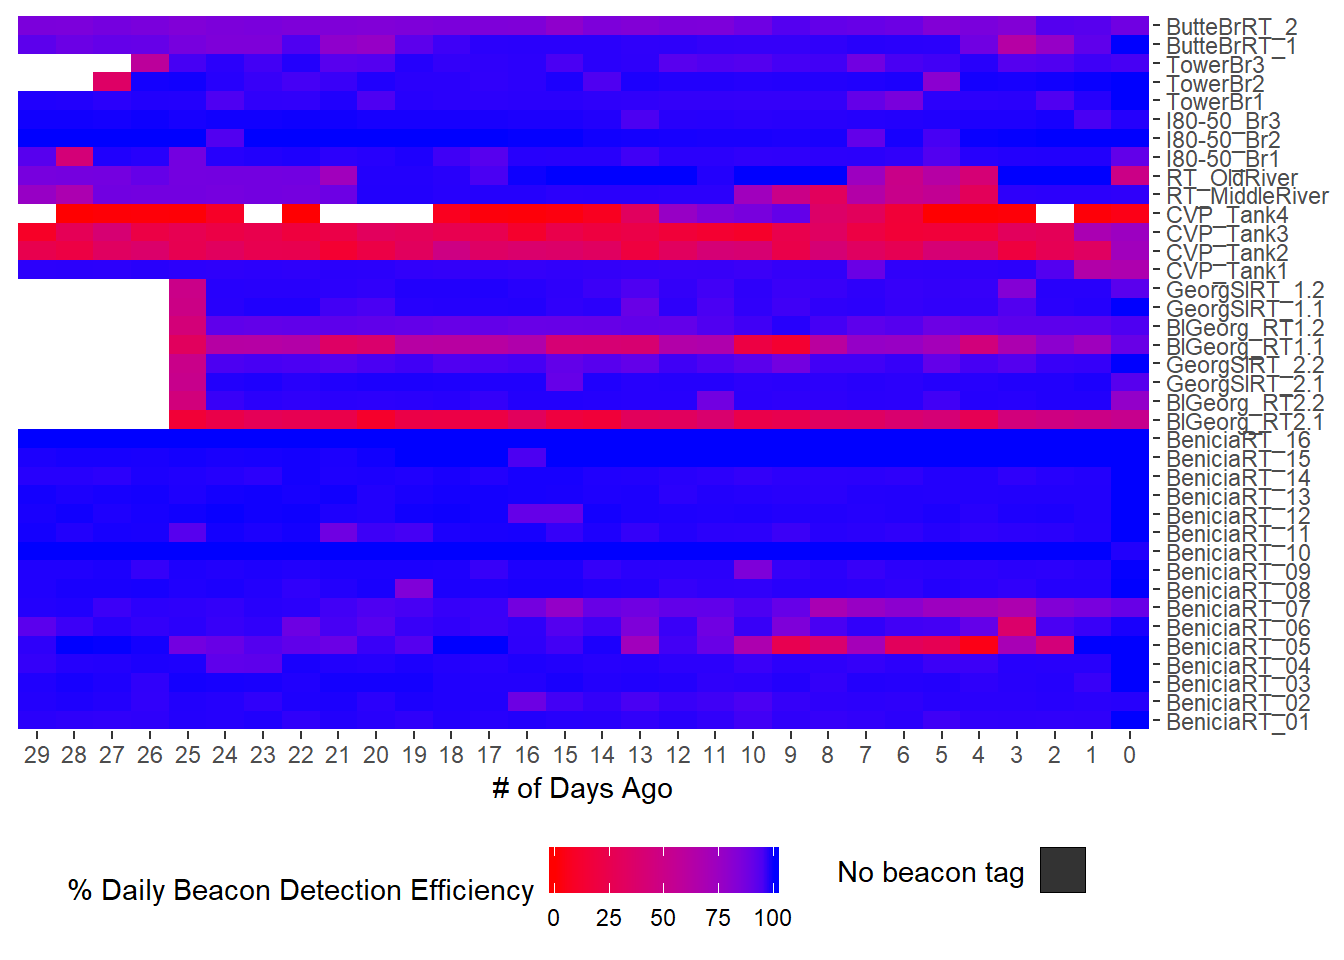 ButteBrRT_2
ButteBrRT_1
TowerBr3
TowerBr2
TowerBr1
I80-50_Br3
I80-50_Br2
I80-50_Br1
RT_OldRiver
RT_MiddleRiver
CVP_Tank4
CVP_Tank3
CVP_Tank2
CVP_Tank1
GeorgSlRT_1.2
GeorgSlRT_1.1
BlGeorg_RT1.2
BlGeorg_RT1.1
GeorgSlRT_2.2
GeorgSlRT_2.1
BlGeorg_RT2.2
BlGeorg_RT2.1
BeniciaRT_16
BeniciaRT_15
BeniciaRT_14
BeniciaRT_13
BeniciaRT_12
BeniciaRT_11
BeniciaRT_10
BeniciaRT_09
BeniciaRT_08
BeniciaRT_07
BeniciaRT_06
BeniciaRT_05
BeniciaRT_04
BeniciaRT_03
BeniciaRT_02
BeniciaRT_01
29 28 27 26 25 24 23 22 21 20 19 18 17 16 15 14 13 12 11 10 9 8 7 6 5 4 3 2 1 0
# of Days Ago
% Daily Beacon Detection Efficiency
0 25 50 75 100
No beacon tag